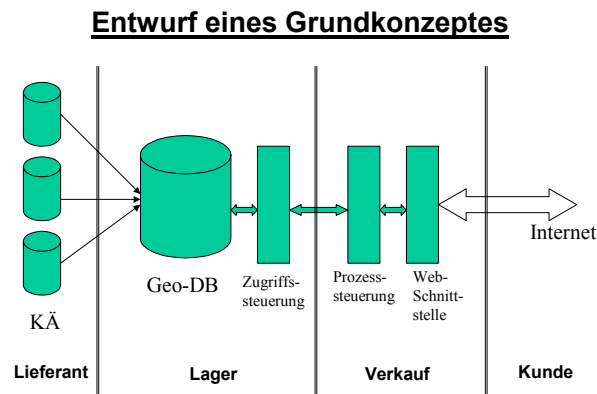 Entwurf eines Grundkonzeptes
Internet
Geo-DB
Zugriffs-
steuerung
Prozess-
steuerung
Web-
Schnitt-
stelle
KÄ
Lieferant
Lager
Verkauf
Kunde